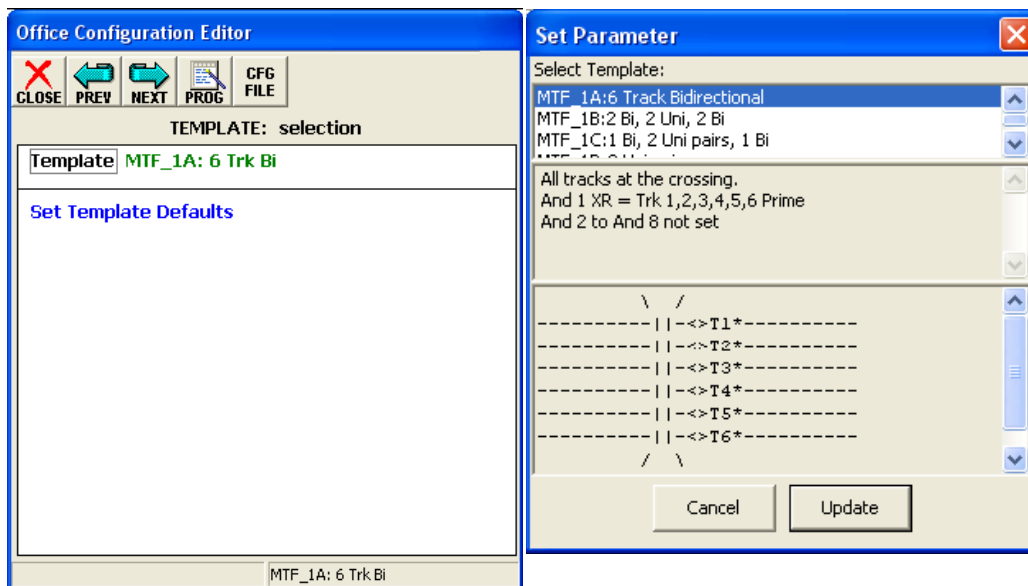 Office Configuration Editor
CLOSE PREV NEXT PROG CFG FILE
TEMPLATE: selection
Template MTF_1A: 6 Trk Bi
Set Template Defaults
MTF_1A: 6 Trk Bi
Set Parameter
Select Template:
MTF_1A:6 Track Bidirectional
MTF_1B:2 Bi, 2 Uni, 2 Bi
MTF_1C:1 Bi, 2 Uni pairs, 1 Bi
All tracks at the crossing.
And 1 XR = Trk 1,2,3,4,5,6 Prime
And 2 to And 8 not set
\ /
----------||-<>T1*----------
----------||-<>T2*----------
----------||-<>T3*----------
----------||-<>T4*----------
----------||-<>T5*----------
----------||-<>T6*----------
/ \
Cancel Update